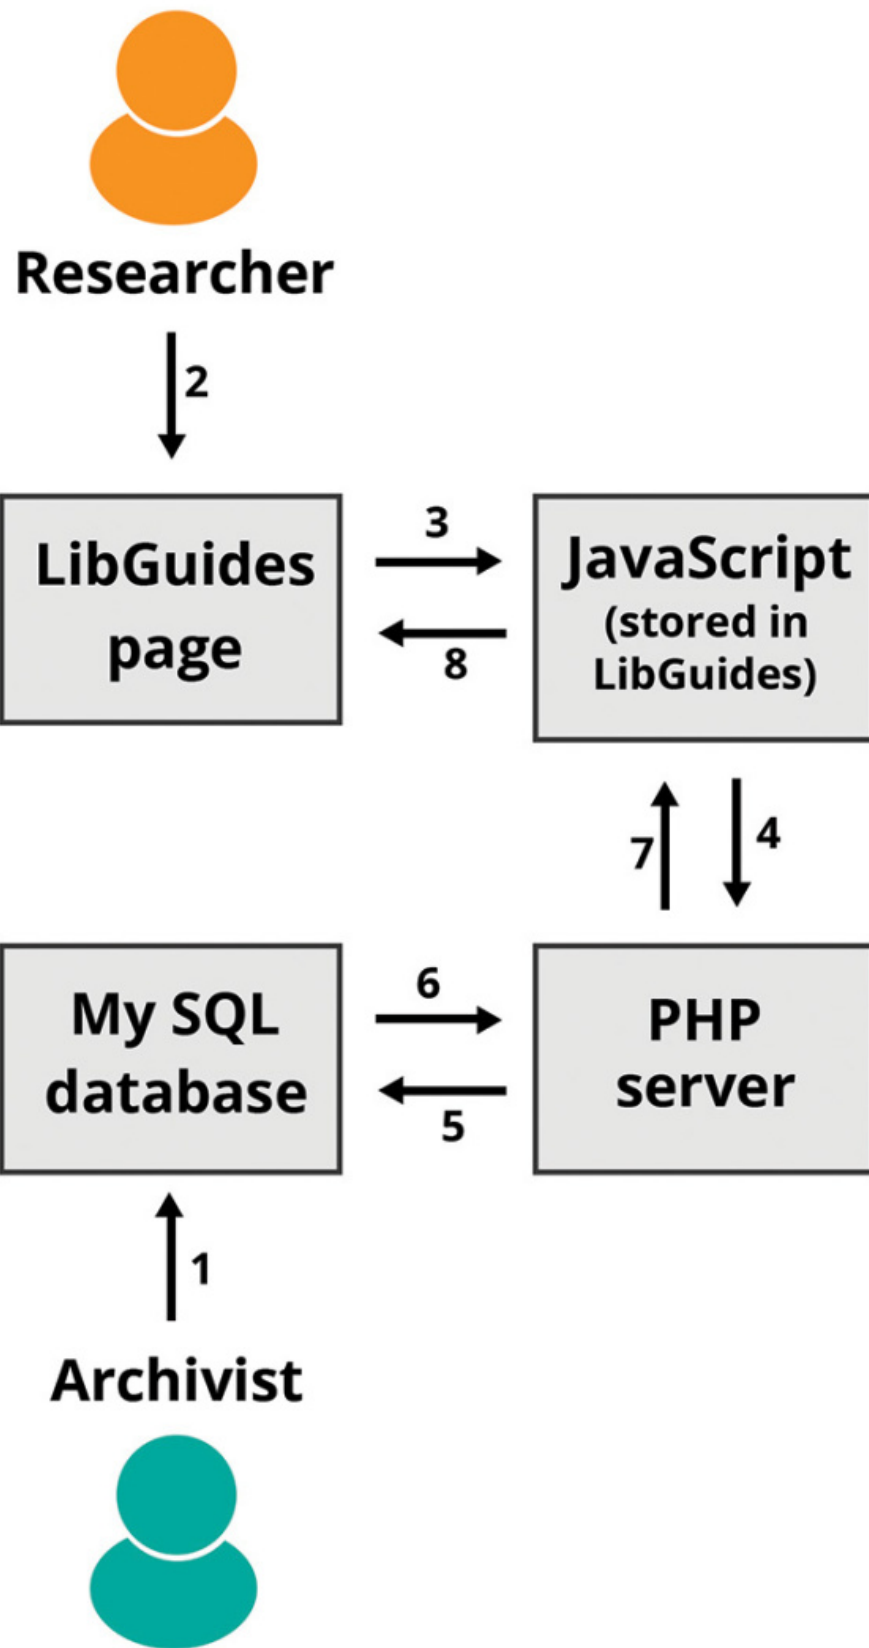 Researcher
2
LibGuides
page
3
8
JavaScript
(stored in
LibGuides)
7
4
My SQL
database
6
5
PHP
server
1
Archivist